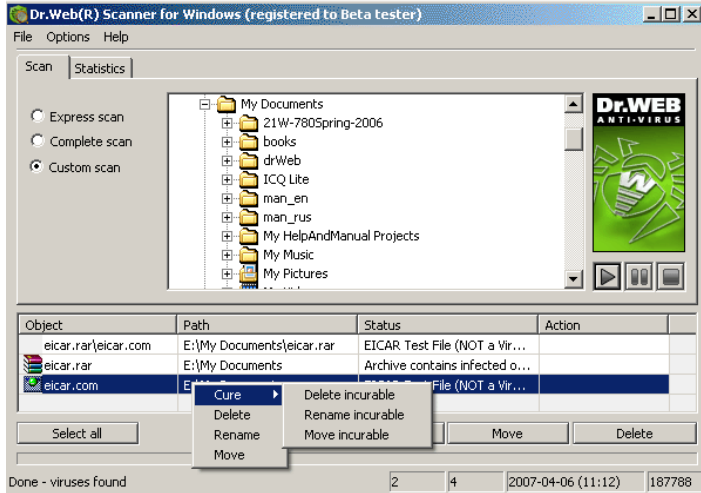 Dr.Web(R) Scanner for Windows (registered to Beta tester)
File Options Help
Scan Statistics
Express scan
Complete scan
Custom scan
My Documents
21W-780Spring-2006
books
drWeb
ICQ Lite
man_en
man_rus
My HelpAndManual Projects
My Music
My Pictures
Dr.WEB
ANTI-VIRUS
Object Path Status Action
eicar.rar\eicar.com E:\My Documents\eicar.rar EICAR Test File (NOT a Vir...
eicar.rar E:\My Documents Archive contains infected o...
eicar.com File (NOT a Vir...
Cure Delete incurable
Delete Rename incurable
Rename Move incurable
Move
Select all Move Delete
Done - viruses found 2 4 2007-04-06 (11:12) 187788